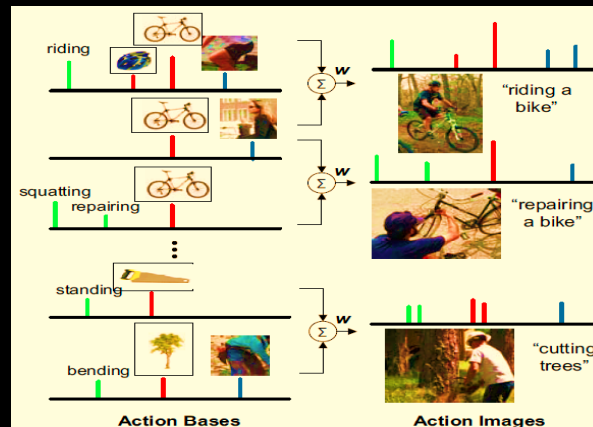 riding
Σ
w
"riding a
bike"
squatting
repairing
Σ
w
"repairing
a bike"
standing
Σ
w
bending
"cutting
trees"
Action Bases
Action Images